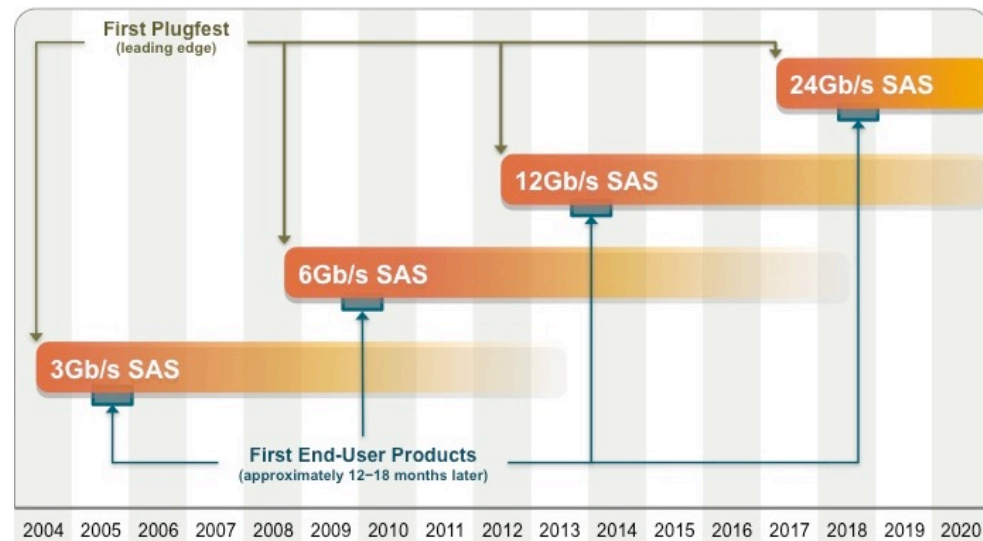 First Plugfest
(leading edge)
24Gb/s SAS
12Gb/s SAS
6Gb/s SAS
3Gb/s SAS
First End-User Products
(approximately 12–18 months later)
2004 2005 2006 2007 2008 2009 2010 2011 2012 2013 2014 2015 2016 2017 2018 2019 2020